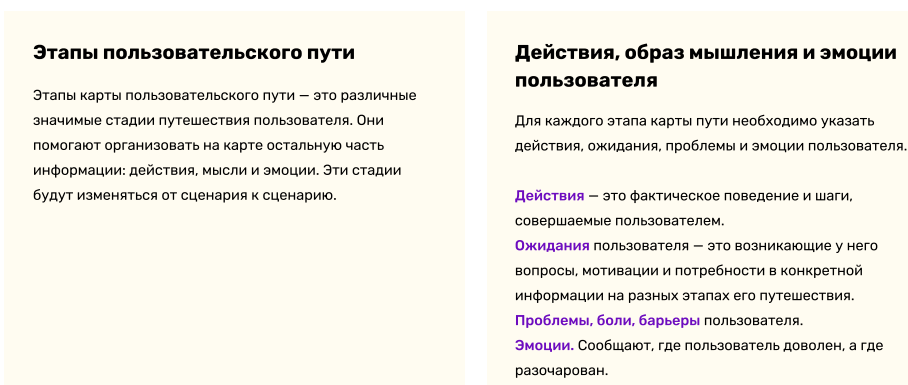 Этапы пользовательского пути
Этапы карты пользовательского пути — это различные
значимые стадии путешествия пользователя. Они
помогают организовать на карте остальную часть
информации: действия, мысли и эмоции. Эти стадии
будут изменяться от сценария к сценарию.
Действия, образ мышления и эмоции
пользователя
Для каждого этапа карты пути необходимо указать
действия, ожидания, проблемы и эмоции пользователя.
Действия — это фактическое поведение и шаги,
совершаемые пользователем.
Ожидания пользователя — это возникающие у него
вопросы, мотивации и потребности в конкретной
информации на разных этапах его путешествия.
Проблемы, боли, барьеры пользователя.
Эмоции. Сообщают, где пользователь доволен, а где
разочарован.